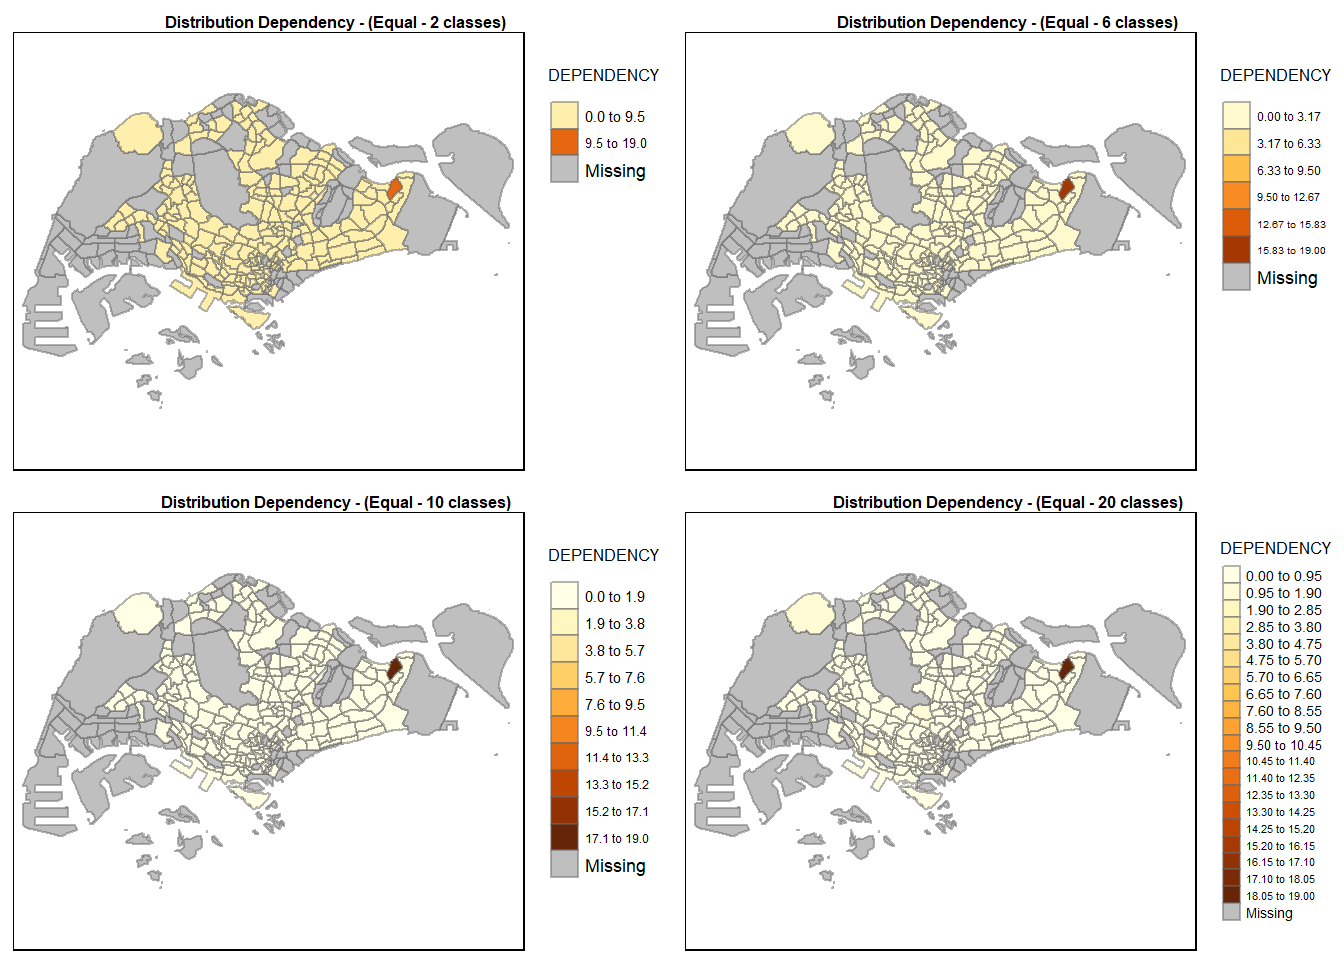 Distribution Dependency - (Equal - 2 classes)
DEPENDENCY
0.0 to 9.5
9.5 to 19.0
Missing
Distribution Dependency - (Equal - 6 classes)
DEPENDENCY
0.00 to 3.17
3.17 to 6.33
6.33 to 9.50
9.50 to 12.67
12.67 to 15.83
15.83 to 19.00
Missing
Distribution Dependency - (Equal - 10 classes)
DEPENDENCY
0.0 to 1.9
1.9 to 3.8
3.8 to 5.7
5.7 to 7.6
7.6 to 9.5
9.5 to 11.4
11.4 to 13.3
13.3 to 15.2
15.2 to 17.1
17.1 to 19.0
Missing
Distribution Dependency - (Equal - 20 classes)
DEPENDENCY
0.00 to 0.95
0.95 to 1.90
1.90 to 2.85
2.85 to 3.80
3.80 to 4.75
4.75 to 5.70
5.70 to 6.65
6.65 to 7.60
7.60 to 8.55
8.55 to 9.50
9.50 to 10.45
10.45 to 11.40
11.40 to 12.35
12.35 to 13.30
13.30 to 14.25
14.25 to 15.20
15.20 to 16.15
16.15 to 17.10
17.10 to 18.05
18.05 to 19.00
Missing